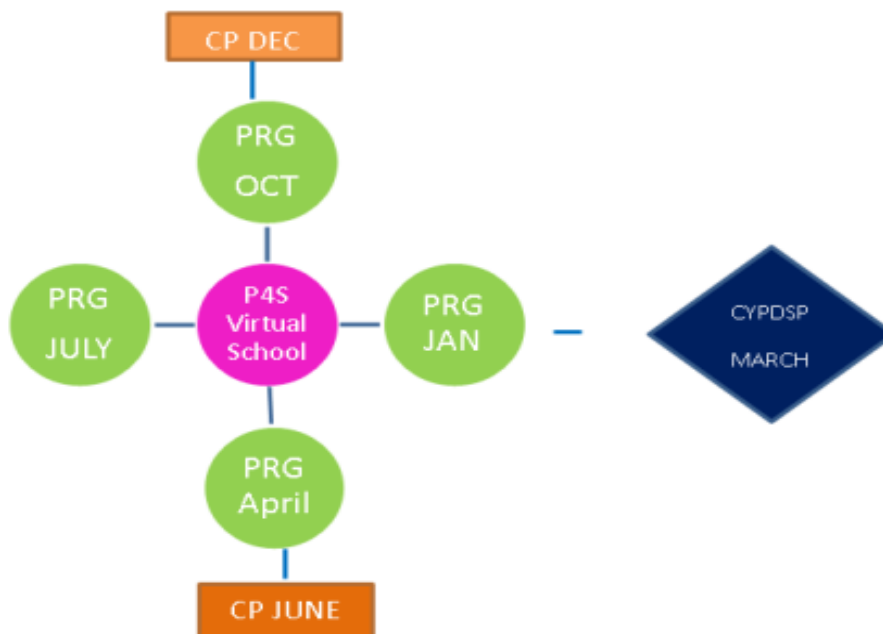 CP DEC
PRG
OCT
PRG
JULY
P4S
Virtual
School
PRG
JAN
CYPDSP
MARCH
PRG
April
CP JUNE